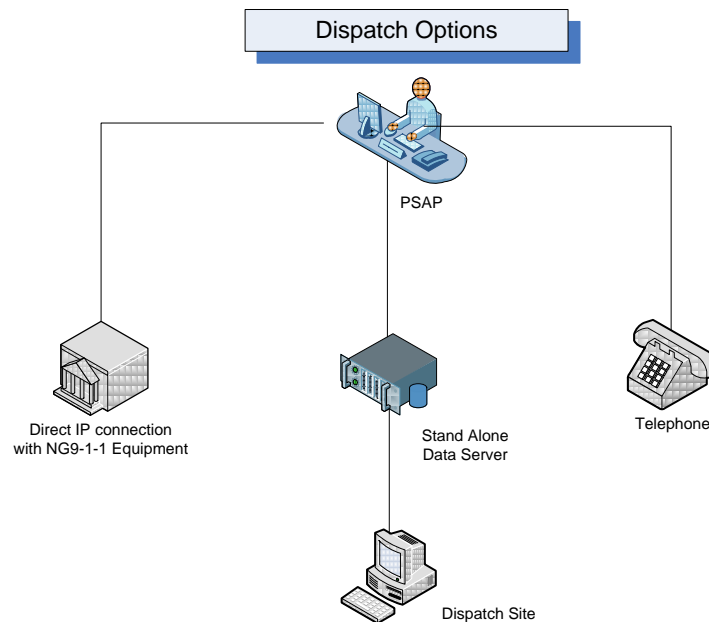 Dispatch Options
PSAP
Direct IP connection
with NG9-1-1 Equipment
Stand Alone
Data Server
Telephone
Dispatch Site